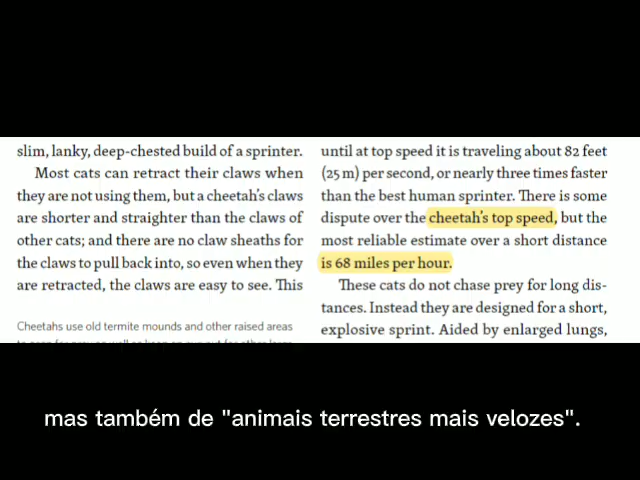 slim, lanky, deep-chested build of a sprinter.
Most cats can retract their claws when
they are not using them, but a cheetah's claws
are shorter and straighter than the claws of
other cats; and there are no claw sheaths for
the claws to pull back into, so even when they
are retracted, the claws are easy to see. This
Cheetahs use old termite mounds and other raised areas
until at top speed it is traveling about 82 feet
(25 m) per second, or nearly three times faster
than the best human sprinter. There is some
dispute over the cheetah's top speed, but the
most reliable estimate over a short distance
is 68 miles per hour.
These cats do not chase prey for long dis-
tances. Instead they are designed for a short,
explosive sprint. Aided by enlarged lungs,
mas também de "animais terrestres mais velozes".